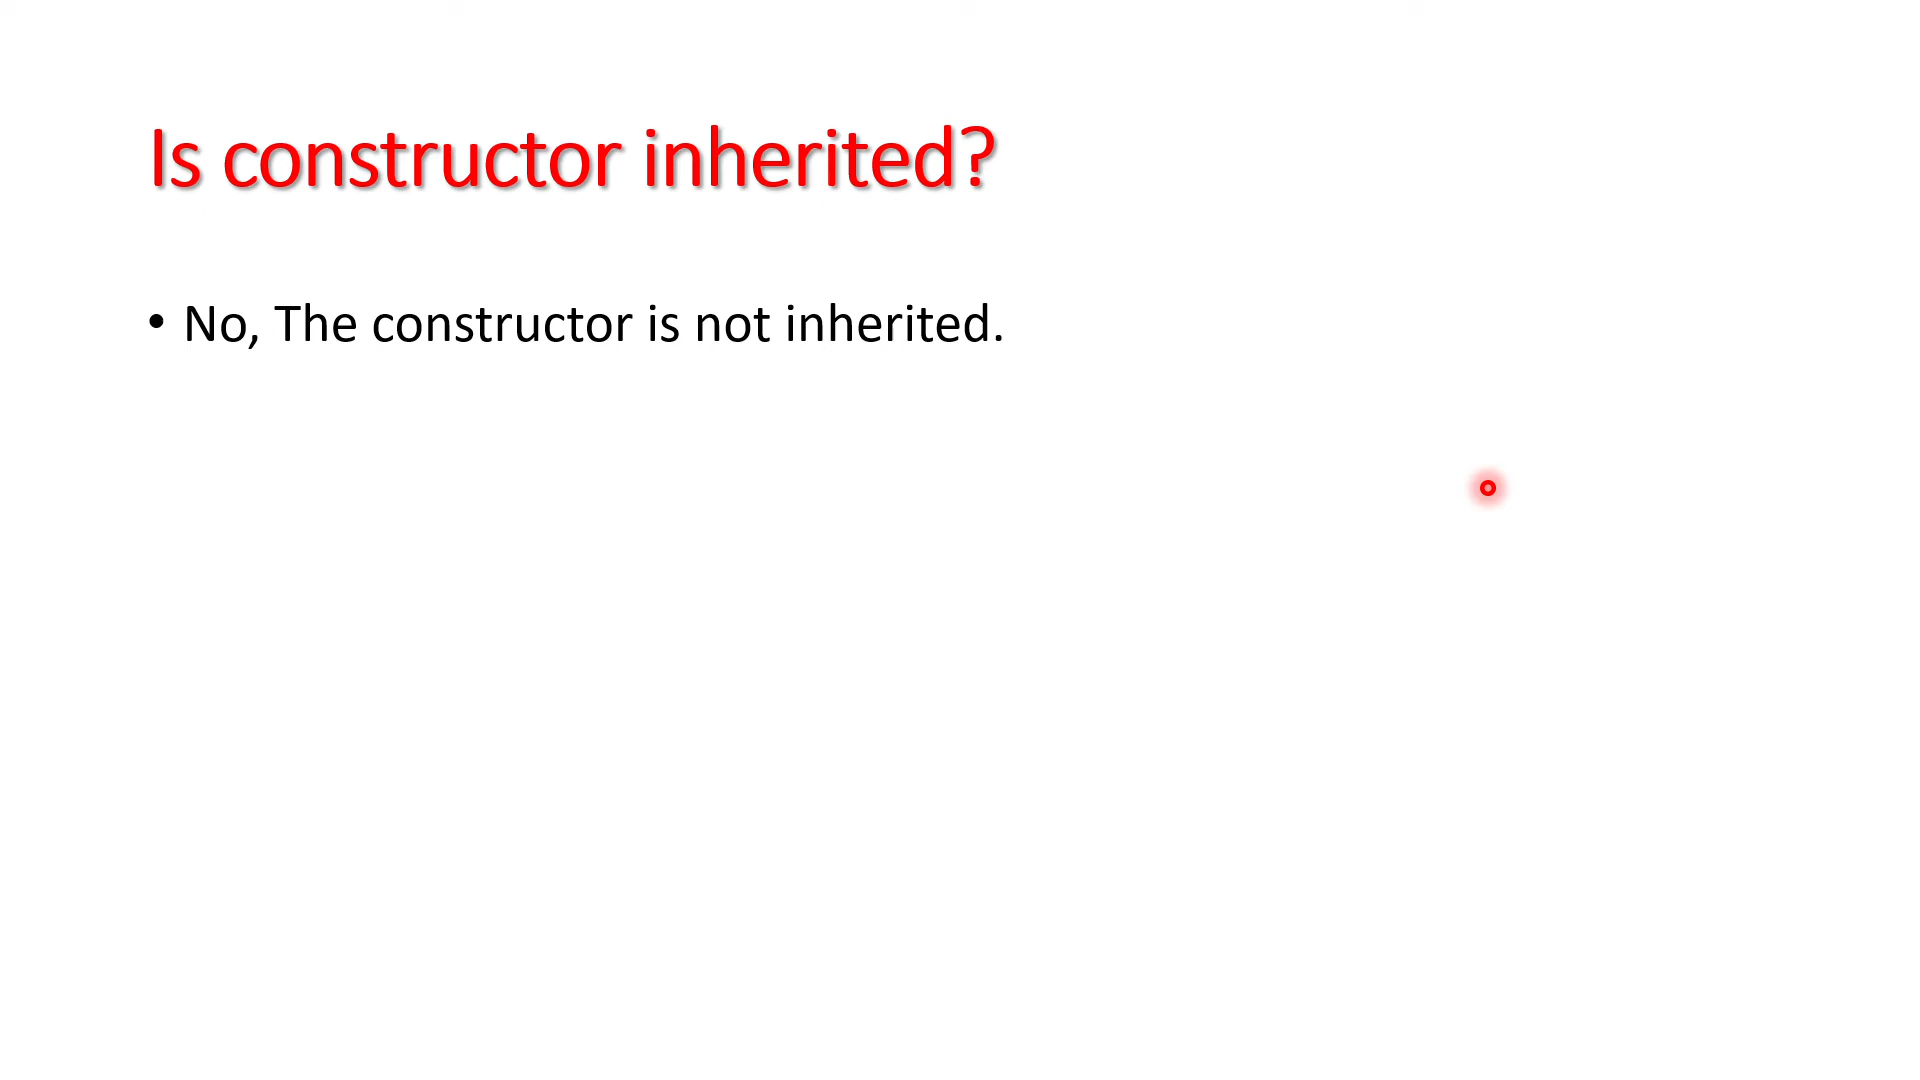 Is constructor inherited?
• No, The constructor is not inherited.